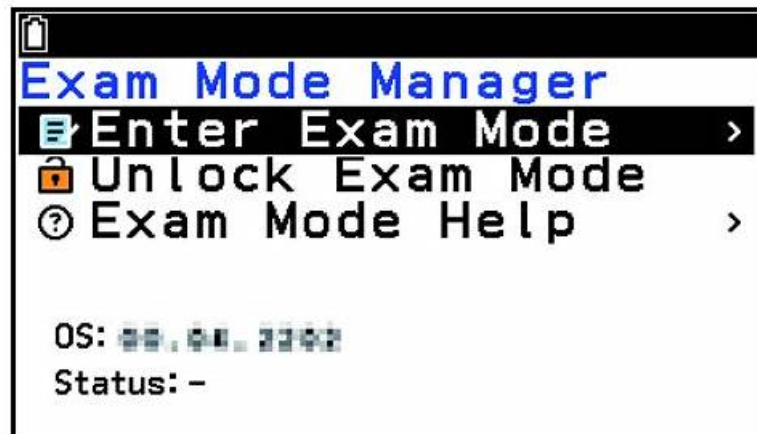 Exam Mode Manager
Enter Exam Mode
Unlock Exam Mode
Exam Mode Help
OS:
Status: –